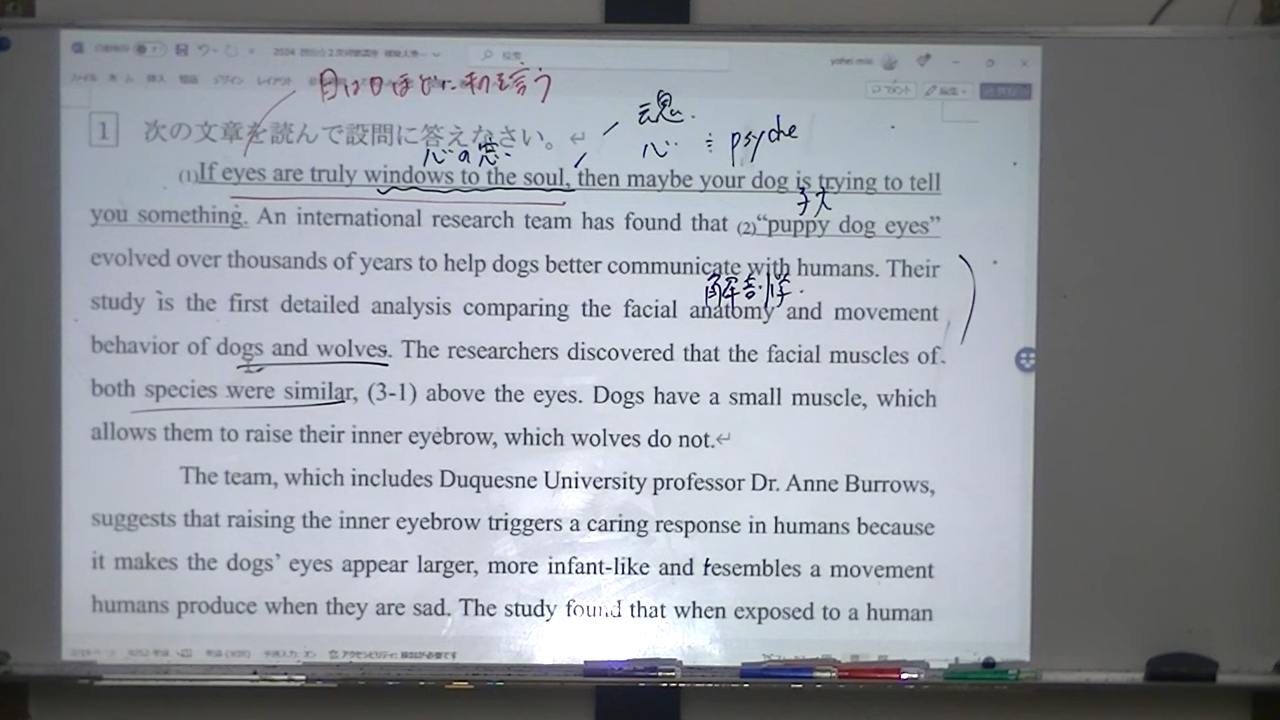 検索
目は口ほどに物を言う
魂
心
psyche
1 次の文章を読んで設問に答えなさい。
心の窓
(1)If eyes are truly windows to the soul, then maybe your dog is trying to tell
子犬
you something. An international research team has found that (2)“puppy dog eyes”
evolved over thousands of years to help dogs better communicate with humans. Their
解剖学
study is the first detailed analysis comparing the facial anatomy and movement
behavior of dogs and wolves. The researchers discovered that the facial muscles of
both species were similar, (3-1) above the eyes. Dogs have a small muscle, which
allows them to raise their inner eyebrow, which wolves do not.
The team, which includes Duquesne University professor Dr. Anne Burrows,
suggests that raising the inner eyebrow triggers a caring response in humans because
it makes the dogs’ eyes appear larger, more infant-like and resembles a movement
humans produce when they are sad. The study found that when exposed to a human